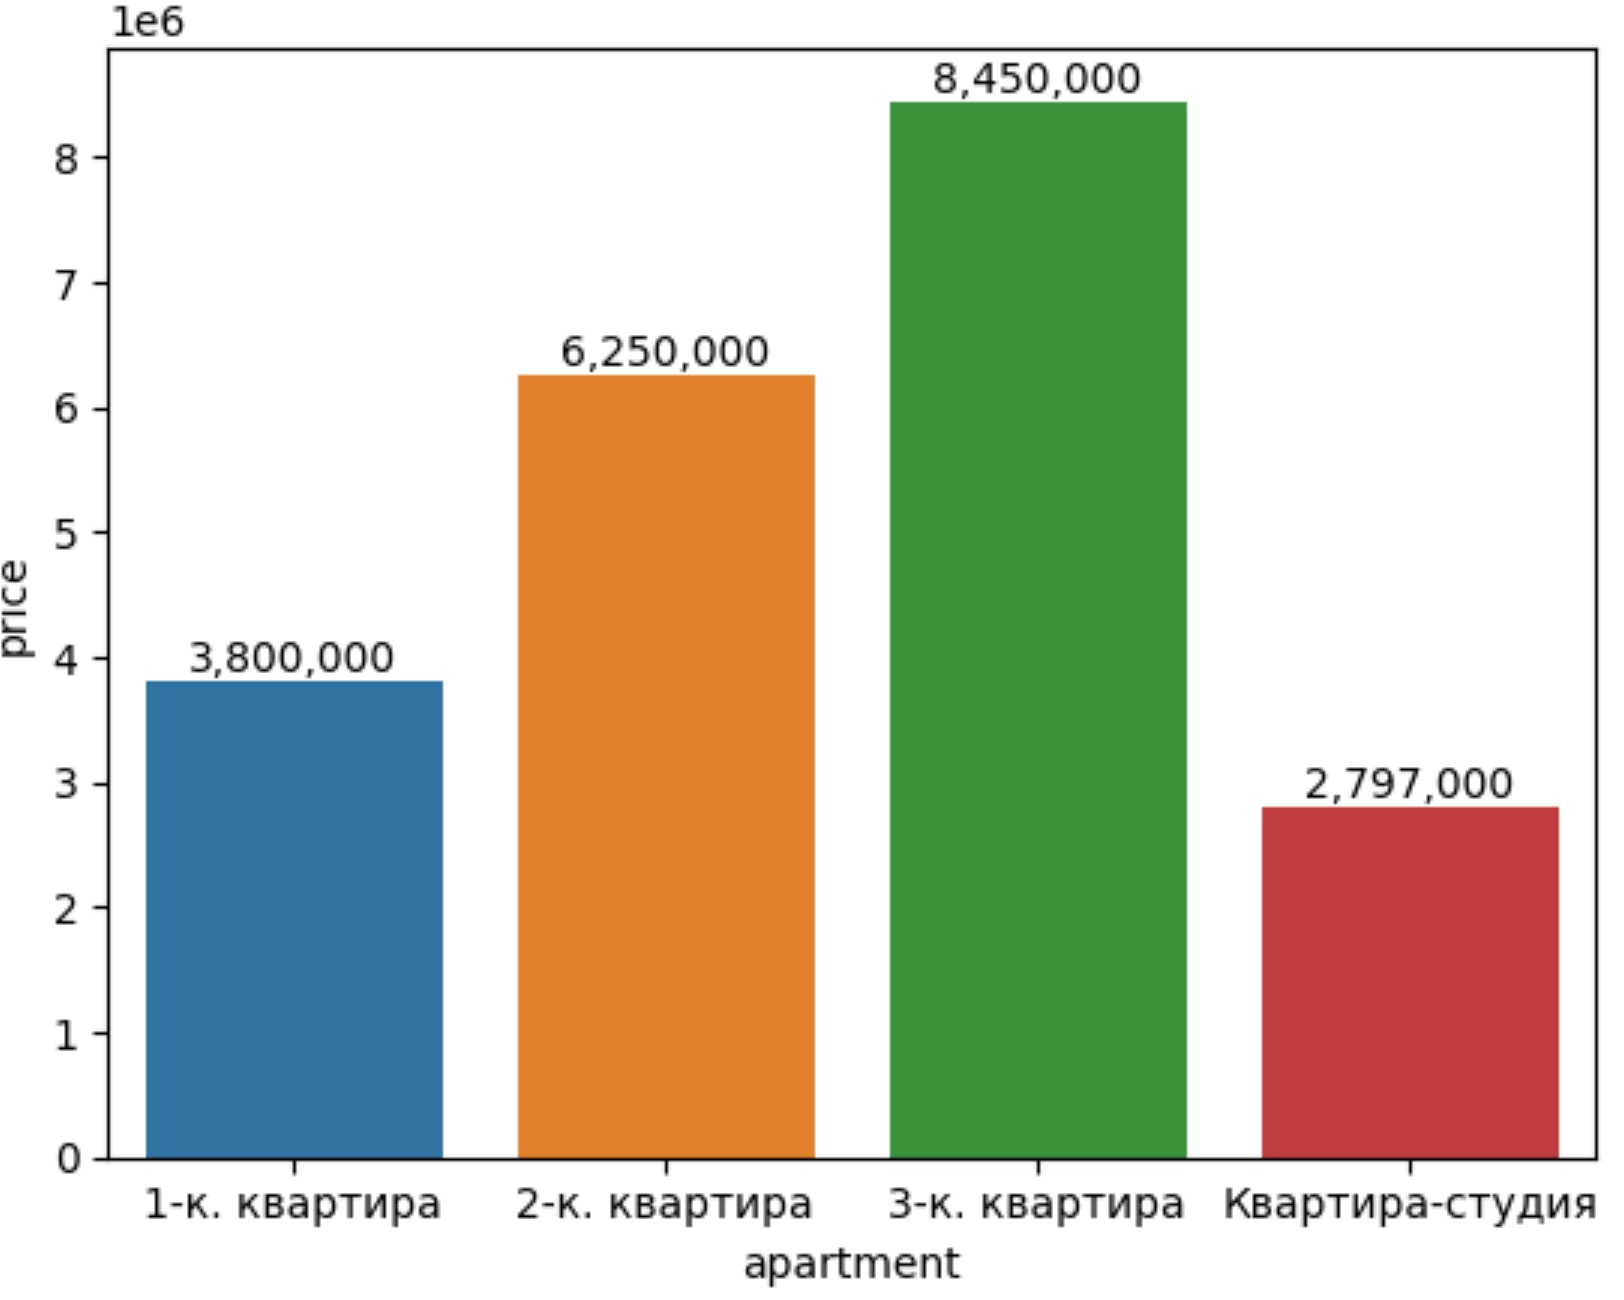 1e6
8,450,000
8
7
6,250,000
6
5
price
3,800,000
4
2,797,000
3
2
1
0
1-к. квартира
2-к. квартира
3-к. квартира
Квартира-студия
apartment